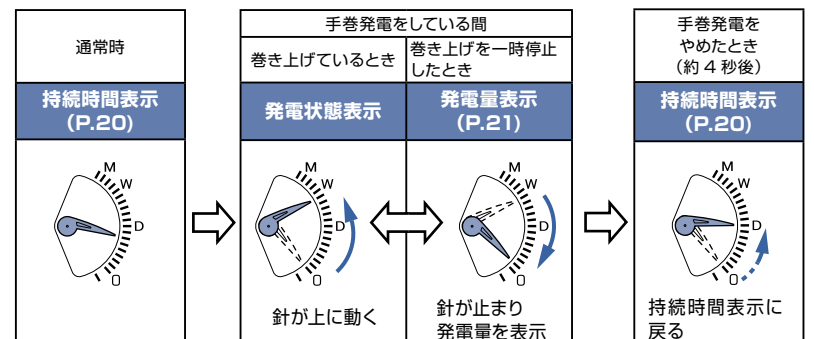 通常時
持続時間表示
(P.20)
M
W
D
0
手巻発電をしている間
巻き上げているとき
発電状態表示
M
W
D
0
針が上に動く
巻き上げを一時停止
したとき
発電量表示
(P.21)
M
W
D
0
針が止まり
発電量を表示
手巻発電を
やめたとき
(約 4 秒後)
持続時間表示
(P.20)
M
W
D
0
持続時間表示に
戻る